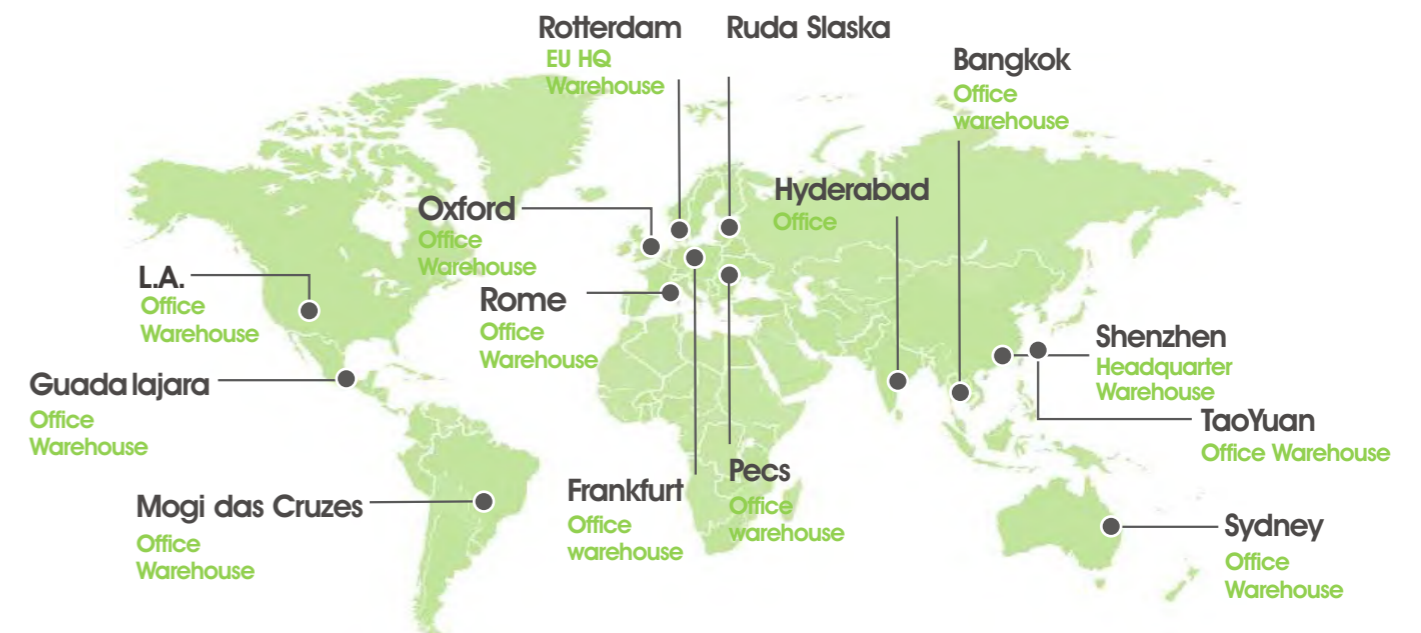 Rotterdam
EU HQ
Warehouse
Ruda Slaska
Bangkok
Office
warehouse
Hyderabad
Office
Oxford
Office
Warehouse
L.A.
Office
Warehouse
Rome
Office
Warehouse
Shenzhen
Headquarter
Warehouse
Guadalajara
Office
Warehouse
TaoYuan
Office Warehouse
Pecs
Office
warehouse
Frankfurt
Office
warehouse
Mogi das Cruzes
Office
Warehouse
Sydney
Office
Warehouse